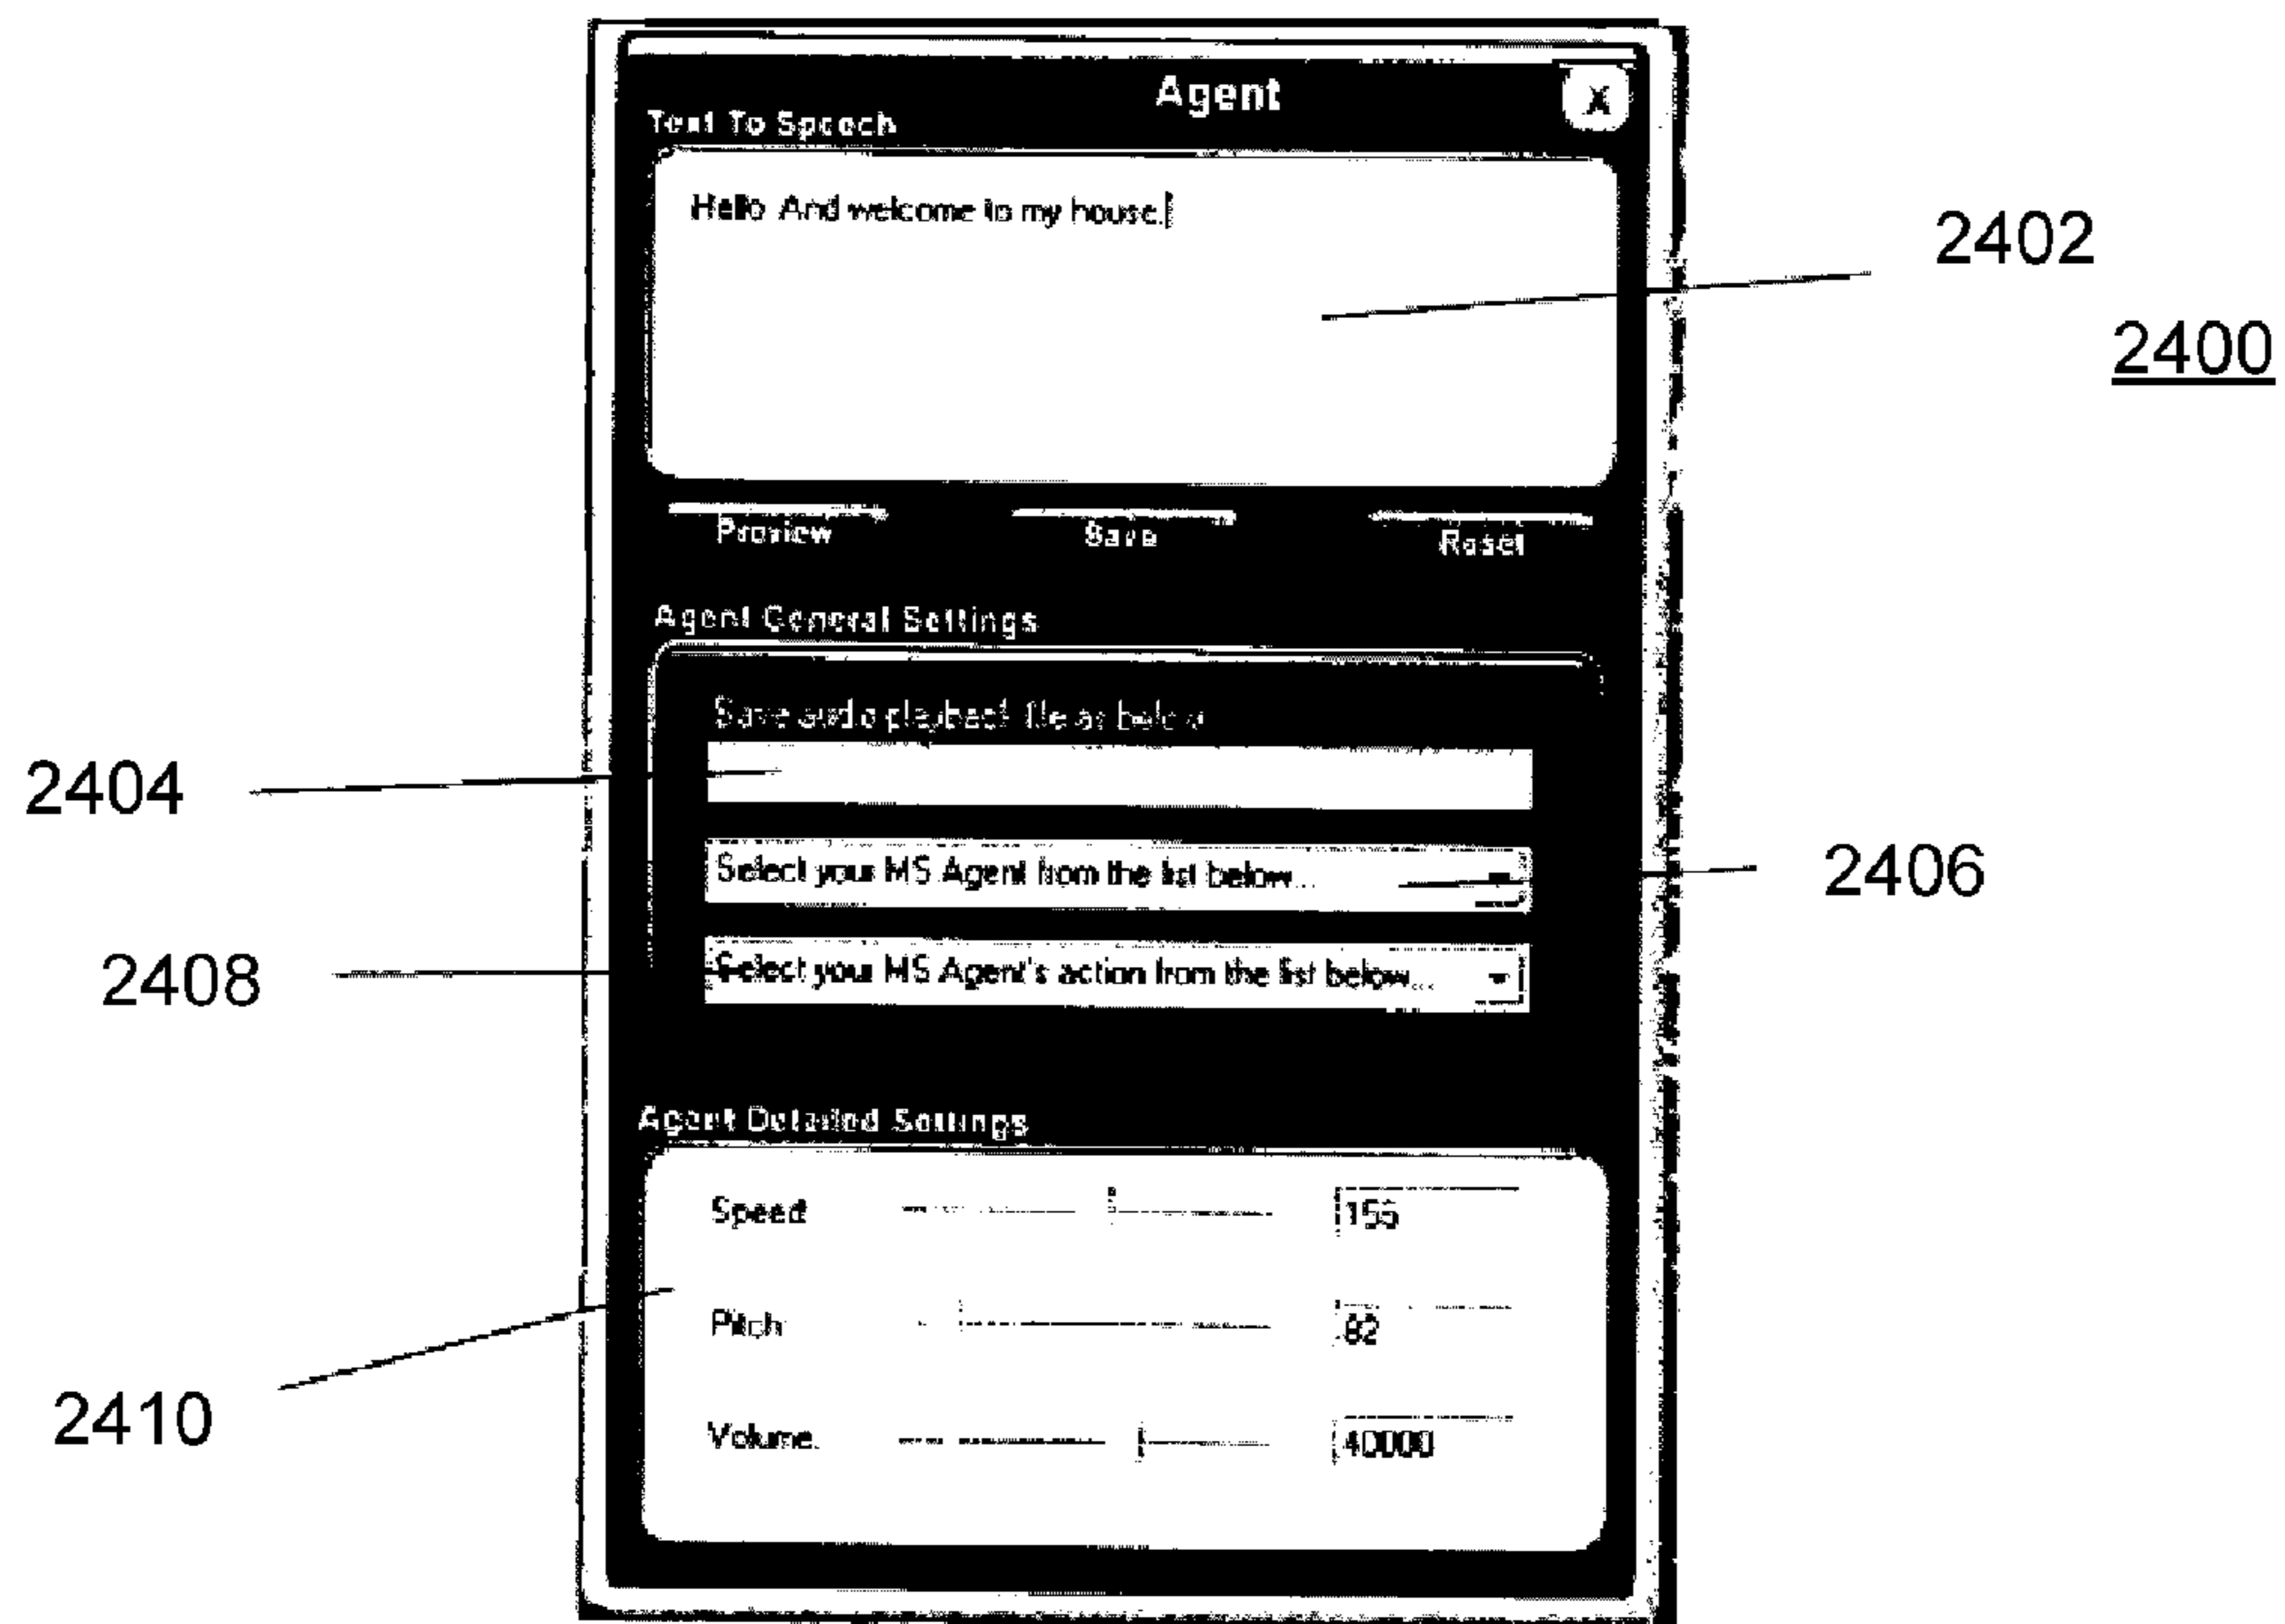 Agent
X
Text To Speech
Hello And welcome to my house.
2402
2400
Preview
Save
Reset
Agent General Settings
Save audio playback file as below
2404
Select your MS Agent from the list below...
2406
2408
Select your MS Agent's action from the list below...
Agent Detailed Settings
Speed
155
Pitch
82
Volume
40000
2410